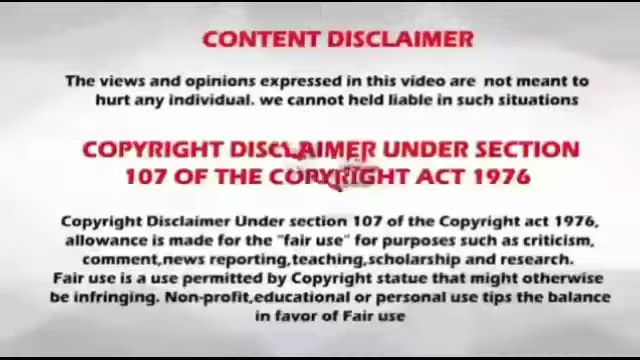 CONTENT DISCLAIMER
The views and opinions expressed in this video are not meant to
hurt any individual. we cannot held liable in such situations
COPYRIGHT DISCLAIMER UNDER SECTION
107 OF THE COPYRIGHT ACT 1976
Copyright Disclaimer Under section 107 of the Copyright act 1976,
allowance is made for the "fair use" for purposes such as criticism,
comment,news reporting,teaching,scholarship and research.
Fair use is a use permitted by Copyright statue that might otherwise
be infringing. Non-profit,educational or personal use tips the balance
in favor of Fair use